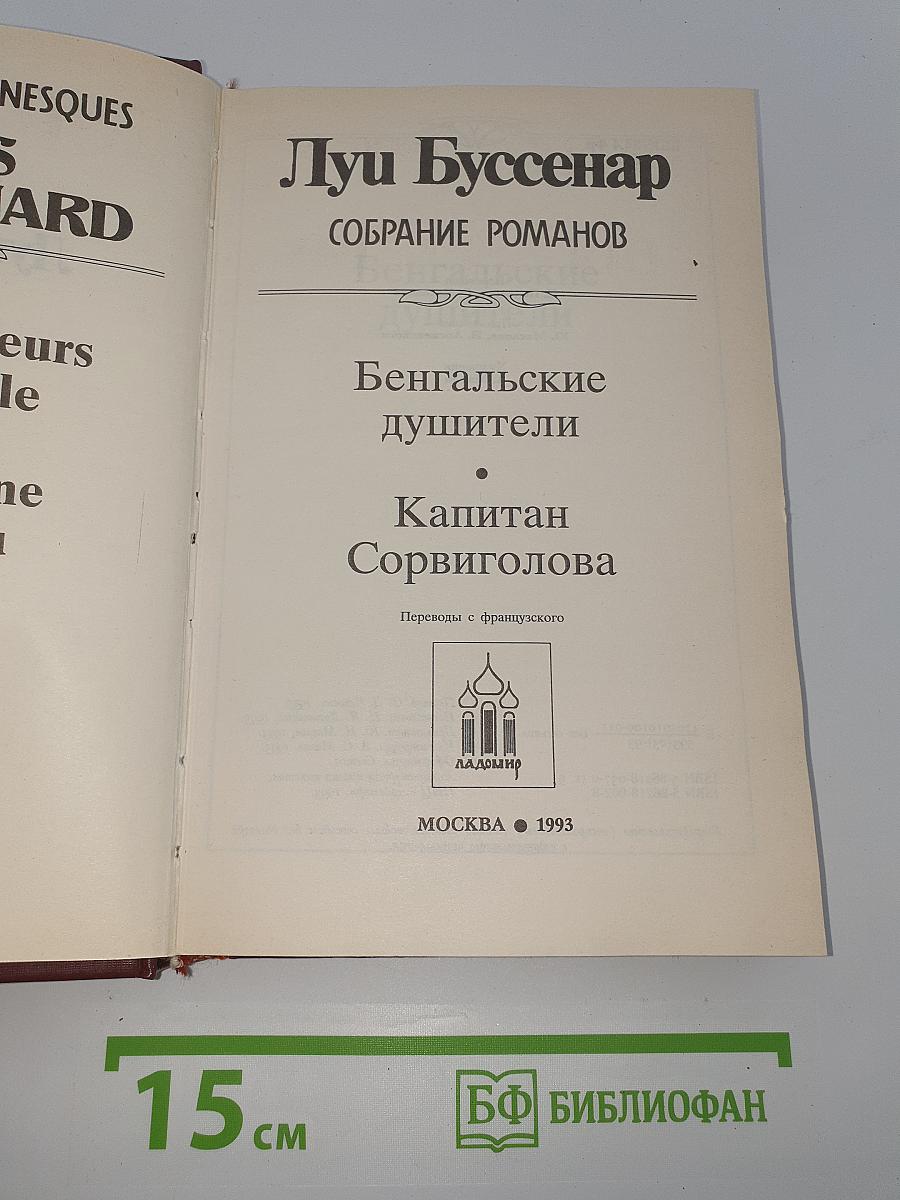 NESQUES
NARD
eurs
le
ne
Луи Буссенар
СОБРАНИЕ РОМАНОВ
Бенгальские
душители
•
Капитан
Сорвиголова
Переводы с французского
ЛАДОМИР
МОСКВА ● 1993
15 см
БФ БИБЛИОФАН